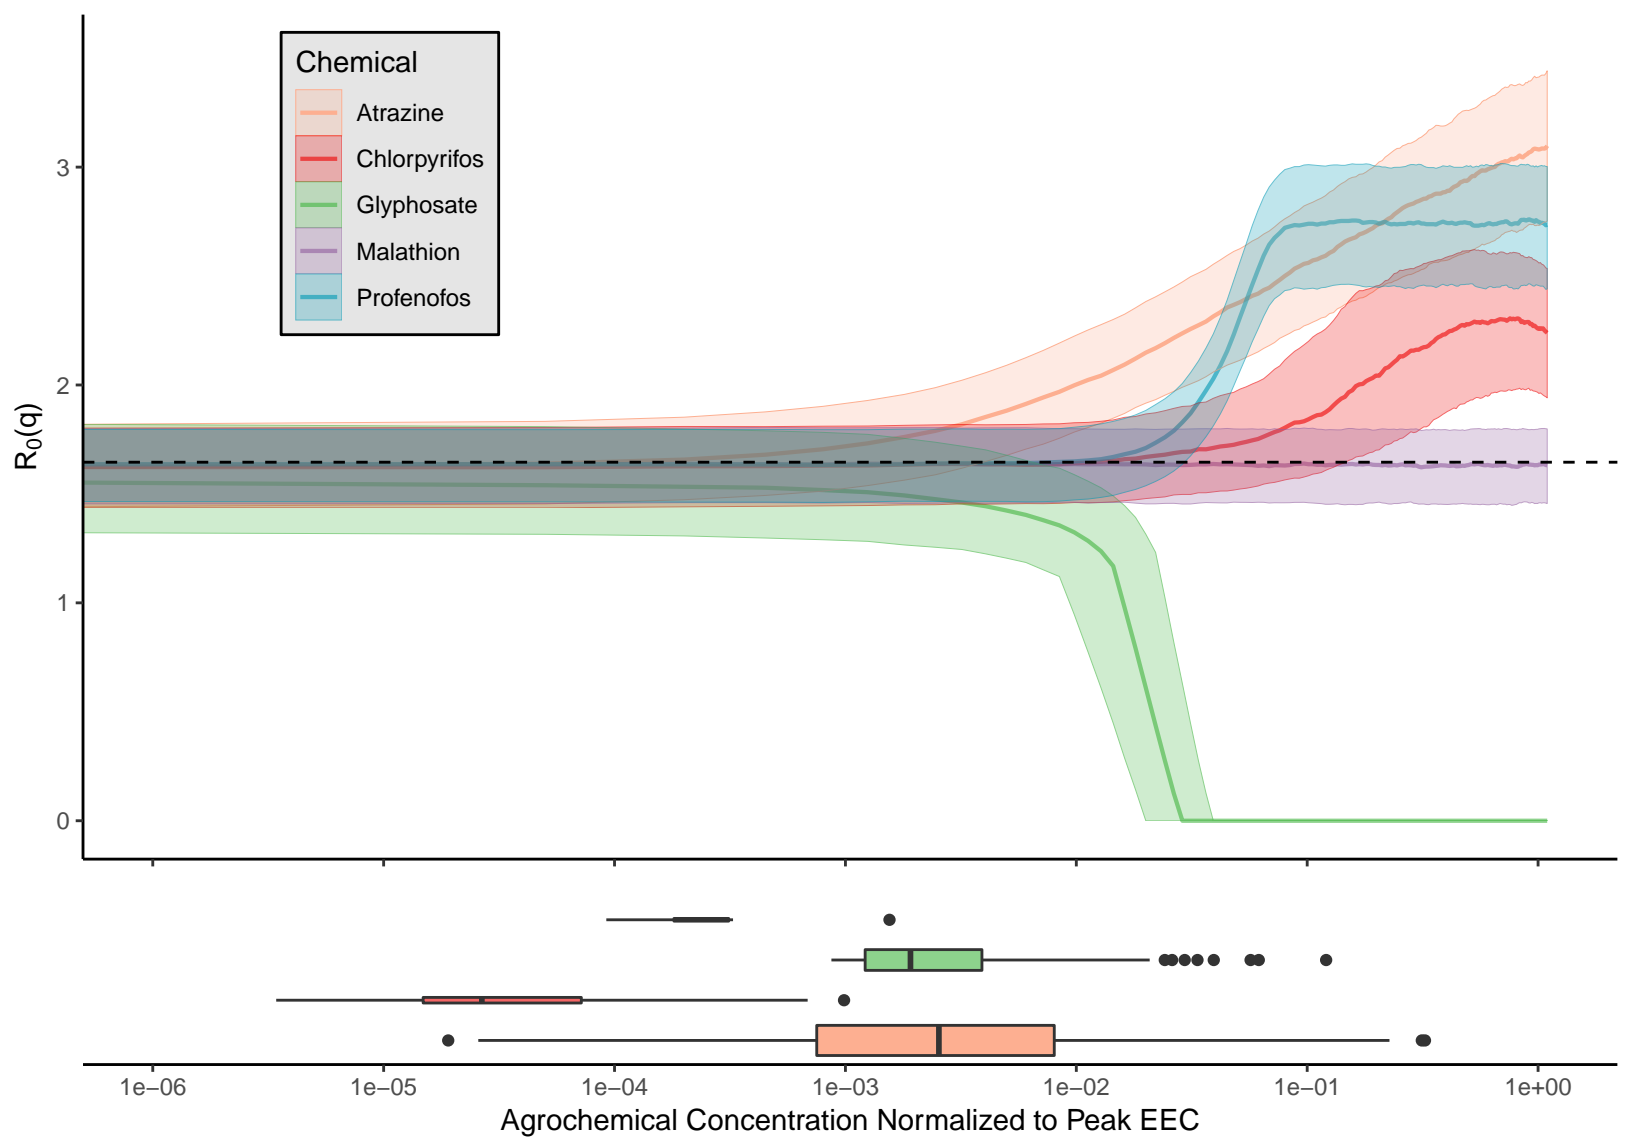 Chemical
Atrazine
Chlorpyrifos
Glyphosate
Malathion
Profenofos
3
2
1
0
R₀(q)
1e−06 1e−05 1e−04 1e−03 1e−02 1e−01 1e+00
Agrochemical Concentration Normalized to Peak EEC